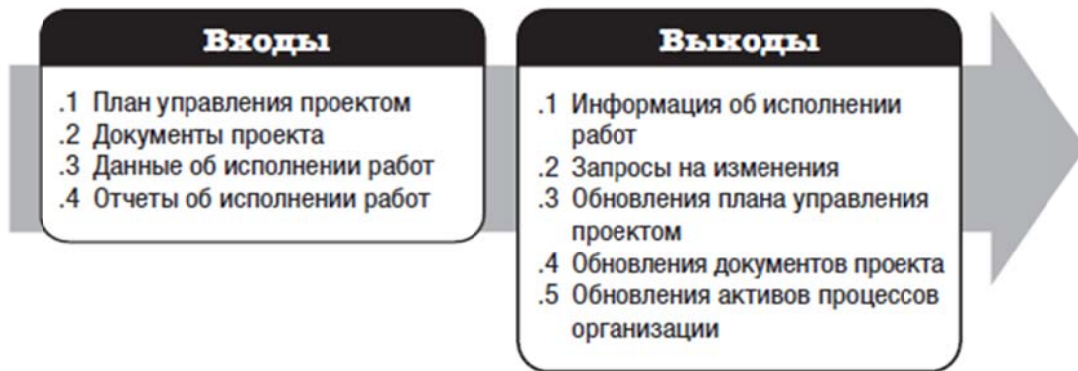 Входы
.1 План управления проектом
.2 Документы проекта
.3 Данные об исполнении работ
.4 Отчеты об исполнении работ
Выходы
.1 Информация об исполнении
работ
.2 Запросы на изменения
.3 Обновления плана управления
проектом
.4 Обновления документов проекта
.5 Обновления активов процессов
организации